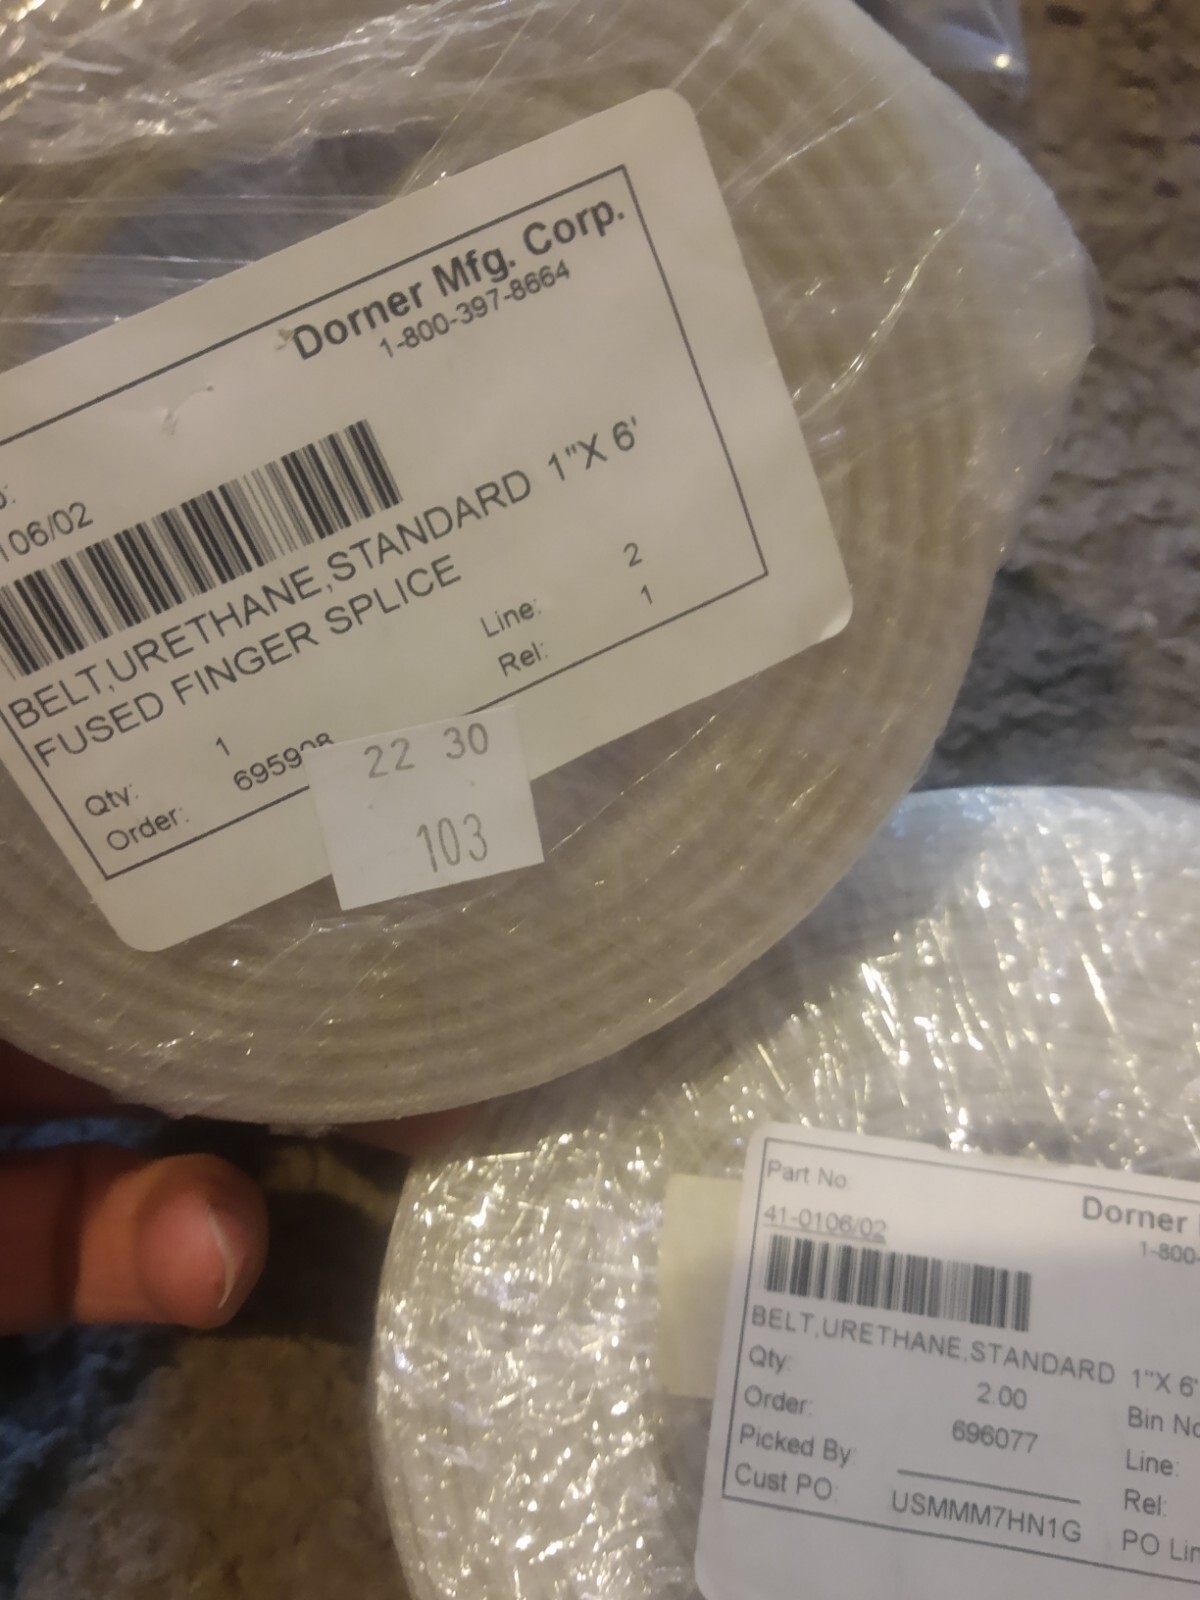 Dorner Mfg. Corp.
1-800-397-8664
106/02
BELT,URETHANE,STANDARD 1"X 6'
FUSED FINGER SPLICE
Qty: 1 Line: 2
Order: Rel: 1
22 30
103
Part No.
Dorner
41-0106/02
1-800-
BELT,URETHANE,STANDARD 1"X 6'
Qty: 2.00 Bin No
Order: 696077 Line:
Picked By: Rel:
Cust PO: USMMM7HN1G PO Lin